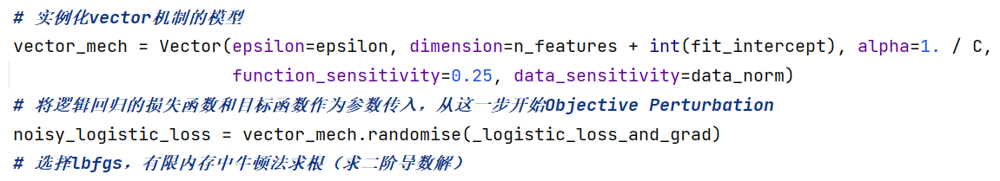 # 实例化vector机制的模型
vector_mech = Vector(epsilon=epsilon, dimension=n_features + int(fit_intercept), alpha=1. / C,
function_sensitivity=0.25, data_sensitivity=data_norm)
# 将逻辑回归的损失函数和目标函数作为参数传入，从这一步开始Objective Perturbation
noisy_logistic_loss = vector_mech.randomise(_logistic_loss_and_grad)
# 选择lbfgs，有限内存中牛顿法求根（求二阶导数解）